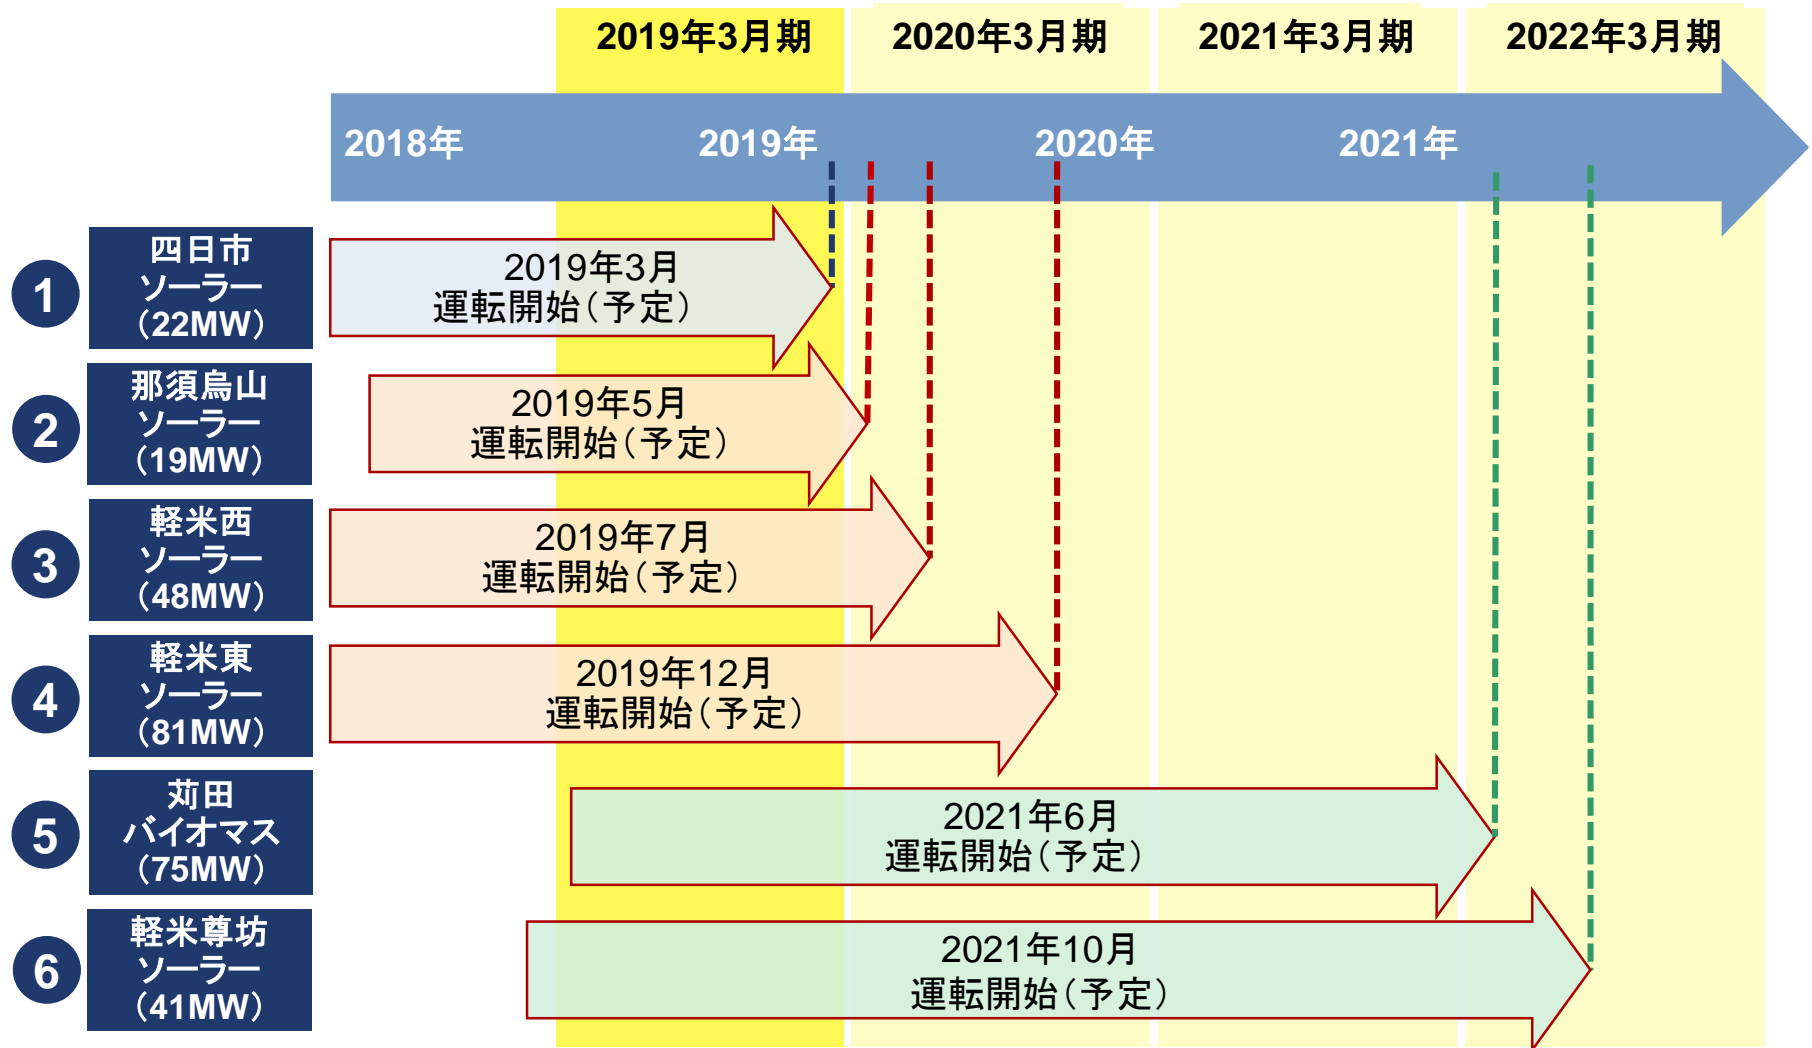 2019年3月期
2020年3月期
2021年3月期
2022年3月期
2018年
2019年
2020年
2021年
1
四日市
ソーラー
（22MW）
2019年3月
運転開始（予定）
2
那須烏山
ソーラー
（19MW）
2019年5月
運転開始（予定）
3
軽米西
ソーラー
（48MW）
2019年7月
運転開始（予定）
4
軽米東
ソーラー
（81MW）
2019年12月
運転開始（予定）
5
苅田
バイオマス
（75MW）
2021年6月
運転開始（予定）
6
軽米尊坊
ソーラー
（41MW）
2021年10月
運転開始（予定）